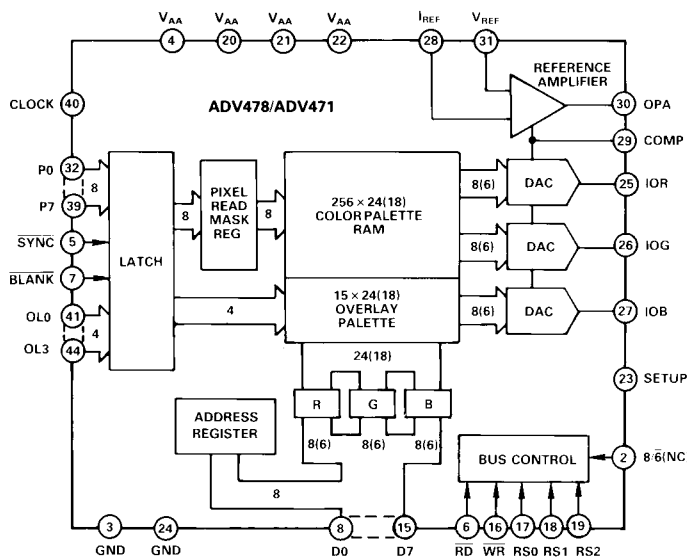 VAA VAA VAA VAA IREF VREF
4 20 21 22 28 31
REFERENCE
AMPLIFIER
CLOCK 40
ADV478/ADV471
30 OPA
29 COMP
P0 32
8
P7 39
SYNC 5
BLANK 7
OL0 41
4
OL3 44
LATCH
8
PIXEL
READ
MASK
REG
8
256 × 24(18)
COLOR PALETTE
RAM
8(6) DAC 25 IOR
8(6) DAC 26 IOG
4
15 × 24(18)
OVERLAY
PALETTE
8(6) DAC 27 IOB
24(18)
23 SETUP
R G B
8(6) 8(6) 8(6)
ADDRESS
REGISTER
8
BUS CONTROL
2 8/6(NC
3 24 8 15 6 16 17 18 19
GND GND D0 D7 RD WR RS0 RS1 RS2